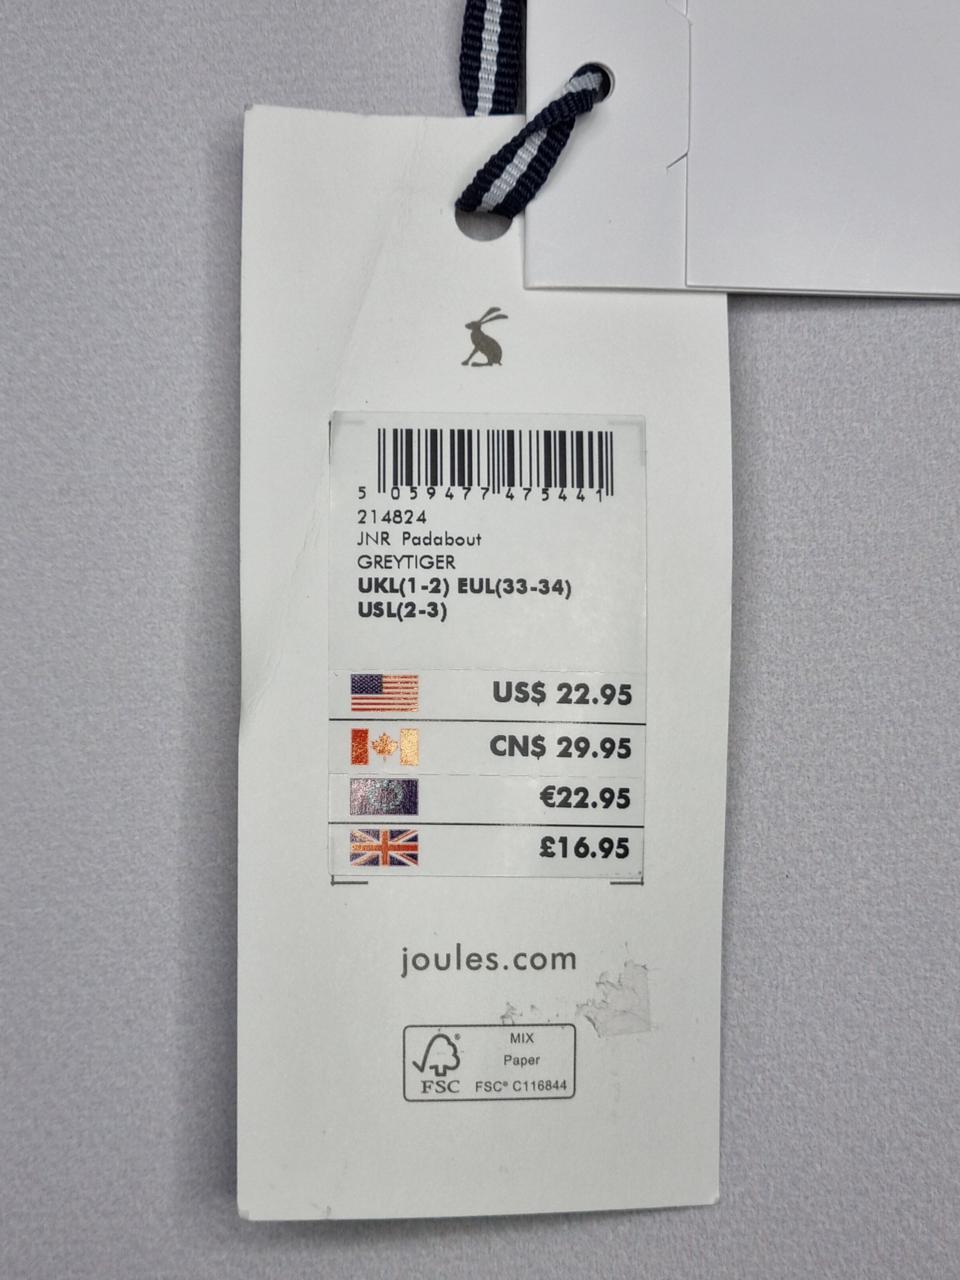 5 059477 475441
214824
JNR Padabout
GREYTIGER
UKL(1-2) EUL(33-34)
USL(2-3)
US$ 22.95
CN$ 29.95
€22.95
£16.95
joules.com
MIX
Paper
FSC
FSC® C116844